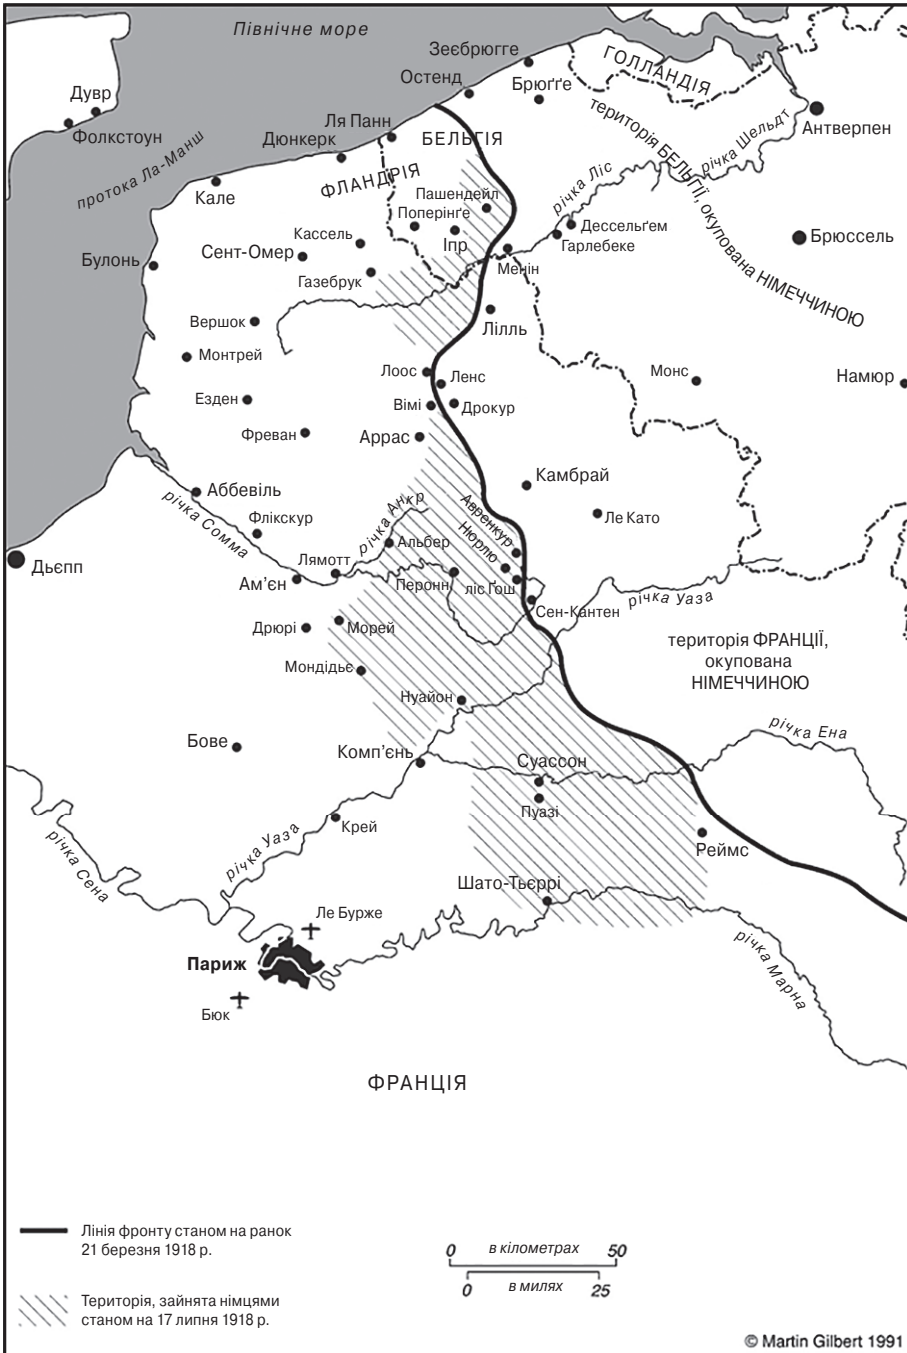 Північне море
Зеєбрюгге
Остенд
Брюґґе
ГОЛЛАНДІЯ
Дувр
Фолкстоун
Ля Панн
Дюнкерк
БЕЛЬГІЯ
Антверпен
річка Шельдт
територія БЕЛЬГІЇ, окупована НІМЕЧЧИНОЮ
протока Ла-Манш
Кале
ФЛАНДРІЯ
Пашендейл
Поперінґе
Іпр
річка Ліс
Дессельґем
Гарлебеке
Брюссель
Кассель
Сент-Омер
Булонь
Газебрук
Менін
Вершок
Лілль
Монтрей
Лоос
Ленс
Монс
Намюр
Езден
Вімі
Дрокур
Фреван
Аррас
Камбрай
Аббевіль
річка Сомма
Флікскур
річка Анкр
Авренкур
Нюрлю
Ле Като
Альбер
Дьєпп
Лямотт
Ам’єн
Перонн
ліс Ґош
Сен-Кантен
річка Уаза
Дрюрі
Морей
територія ФРАНЦІЇ,
окупована
НІМЕЧЧИНОЮ
Мондідьє
Нуайон
річка Ена
Бове
Комп’єнь
Суассон
Пуазі
Крей
річка Уаза
річка Сена
Реймс
Шато-Тьєррі
Ле Бурже
Париж
річка Марна
Бюк
ФРАНЦІЯ
Лінія фронту станом на ранок
21 березня 1918 р.
0 в кілометрах 50
0 в милях 25
Територія, зайнята німцями
станом на 17 липня 1918 р.
© Martin Gilbert 1991